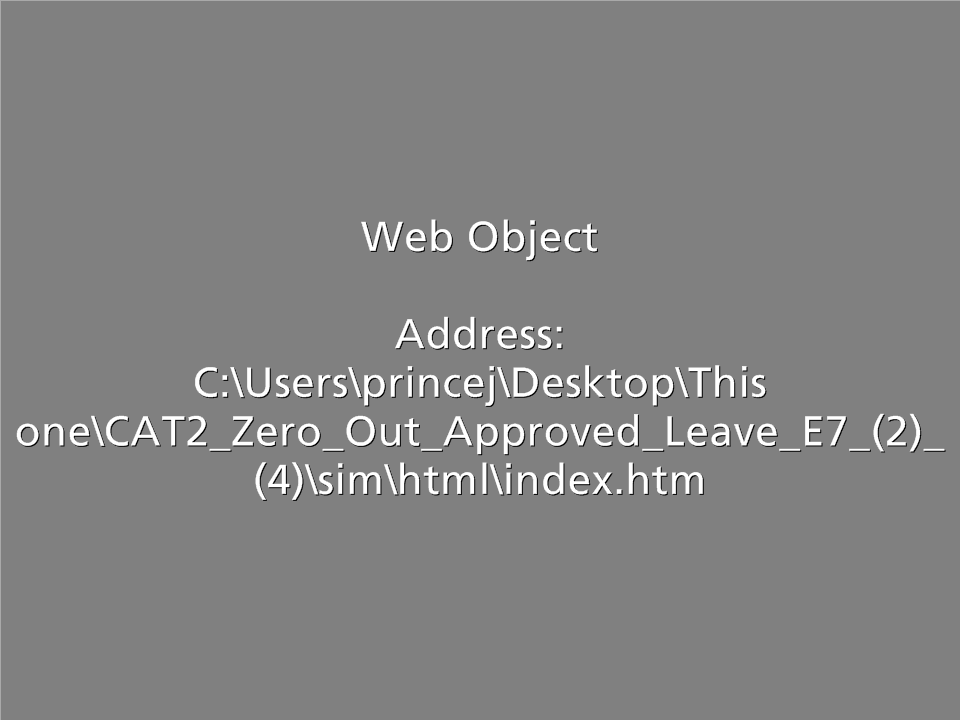 Web Object
Address:
C:\Users\princej\Desktop\This
one\CAT2_Zero_Out_Approved_Leave_E7_(2)_
(4)\sim\html\index.htm